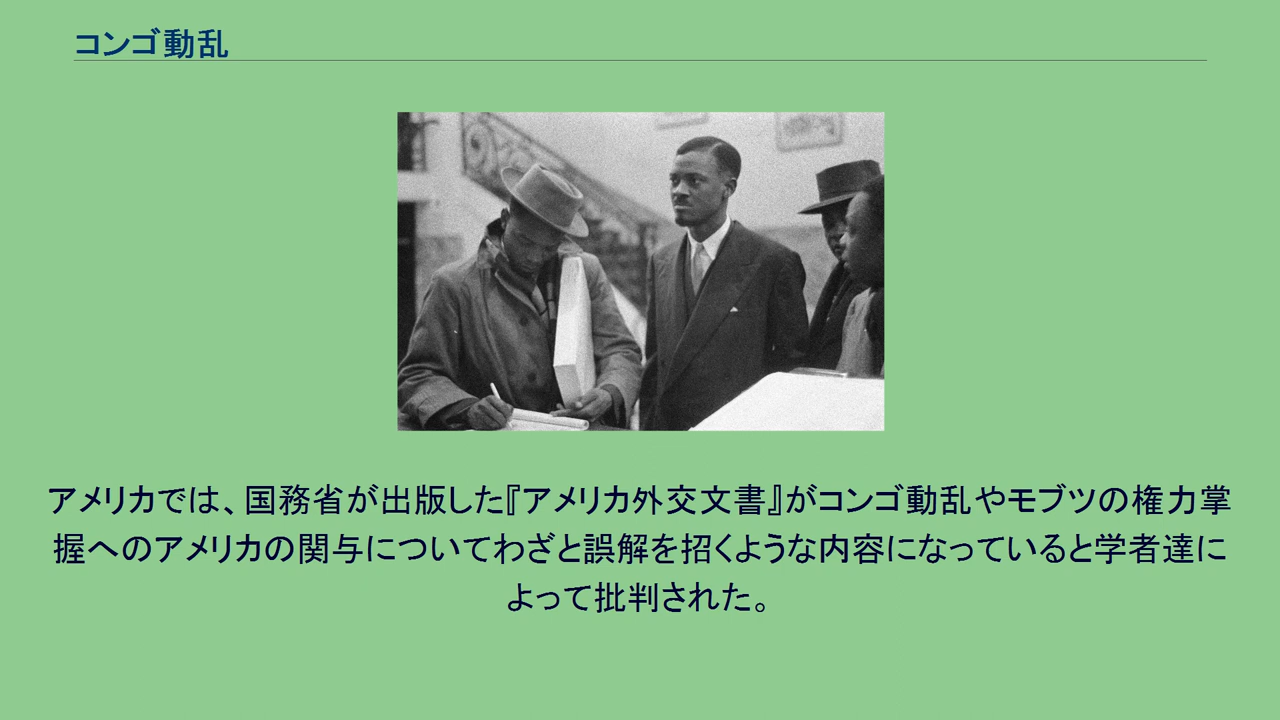 コンゴ動乱
アメリカでは、国務省が出版した『アメリカ外交文書』がコンゴ動乱やモブツの権力掌
握へのアメリカの関与についてわざと誤解を招くような内容になっていると学者達に
よって批判された。